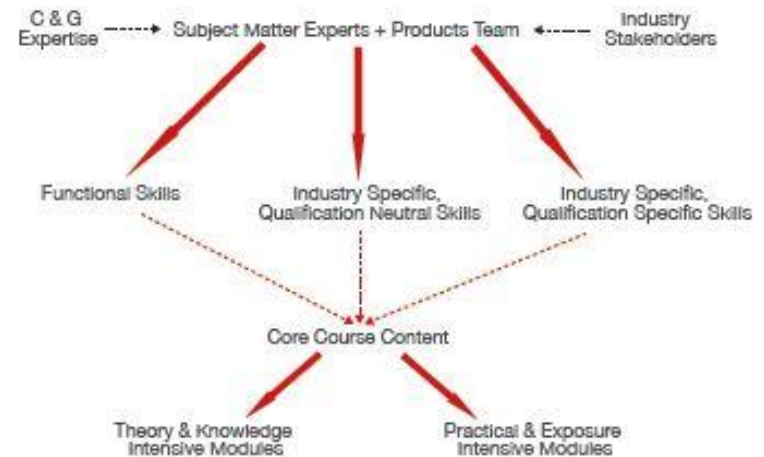 C & G
Expertise
Subject Matter Experts + Products Team
Industry
Stakeholders
Functional Skills
Industry Specific,
Qualification Neutral Skills
Industry Specific,
Qualification Specific Skills
Core Course Content
Theory & Knowledge
Intensive Modules
Practical & Exposure
Intensive Modules